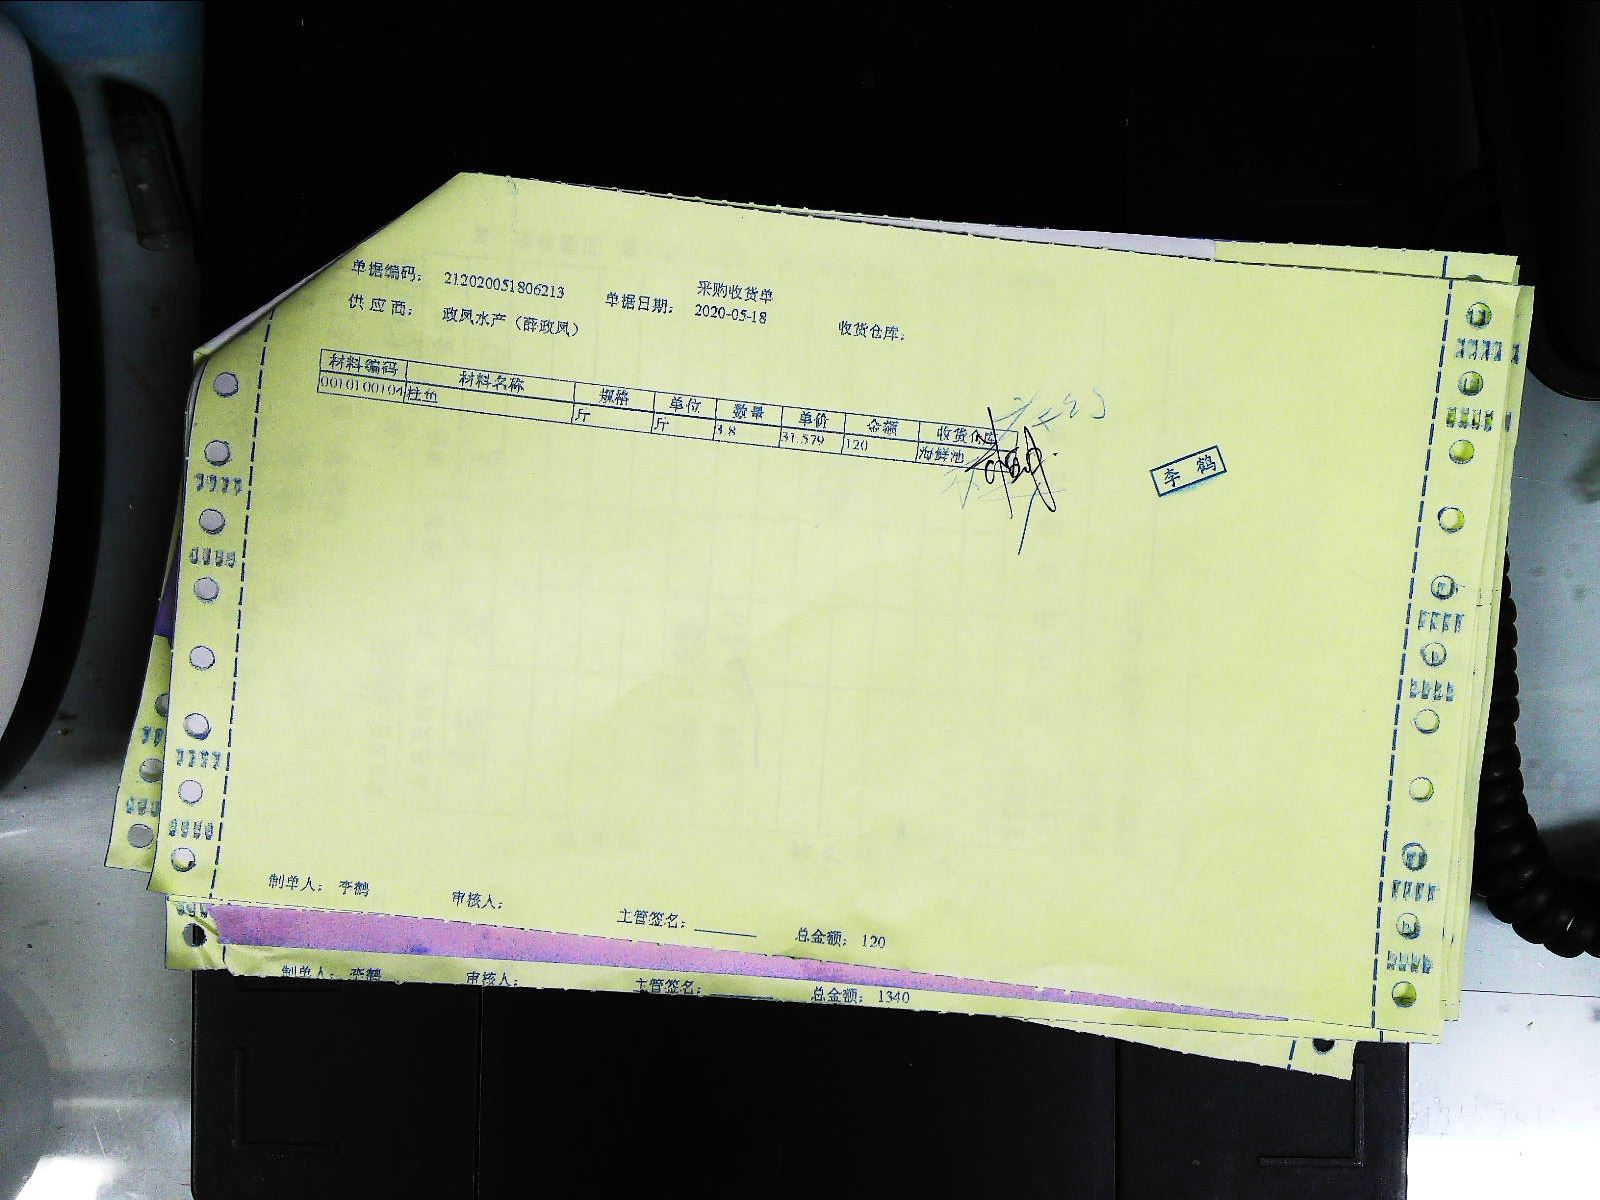 采购收货单
单据编码： 212020051806213 单据日期： 2020-05-18 收货仓库：
供 应 商： 政凤水产（薛政凤）
材料编码 材料名称 规格 单位 数量 单价 金额 收货仓库
0010100104 桂鱼 斤 斤 3.8 31.579 120 海鲜池
李 鹤
制单人： 李鹤 审核人： 主管签名： 总金额： 120
制单人： 李鹤 审核人： 主管签名： 总金额： 1340